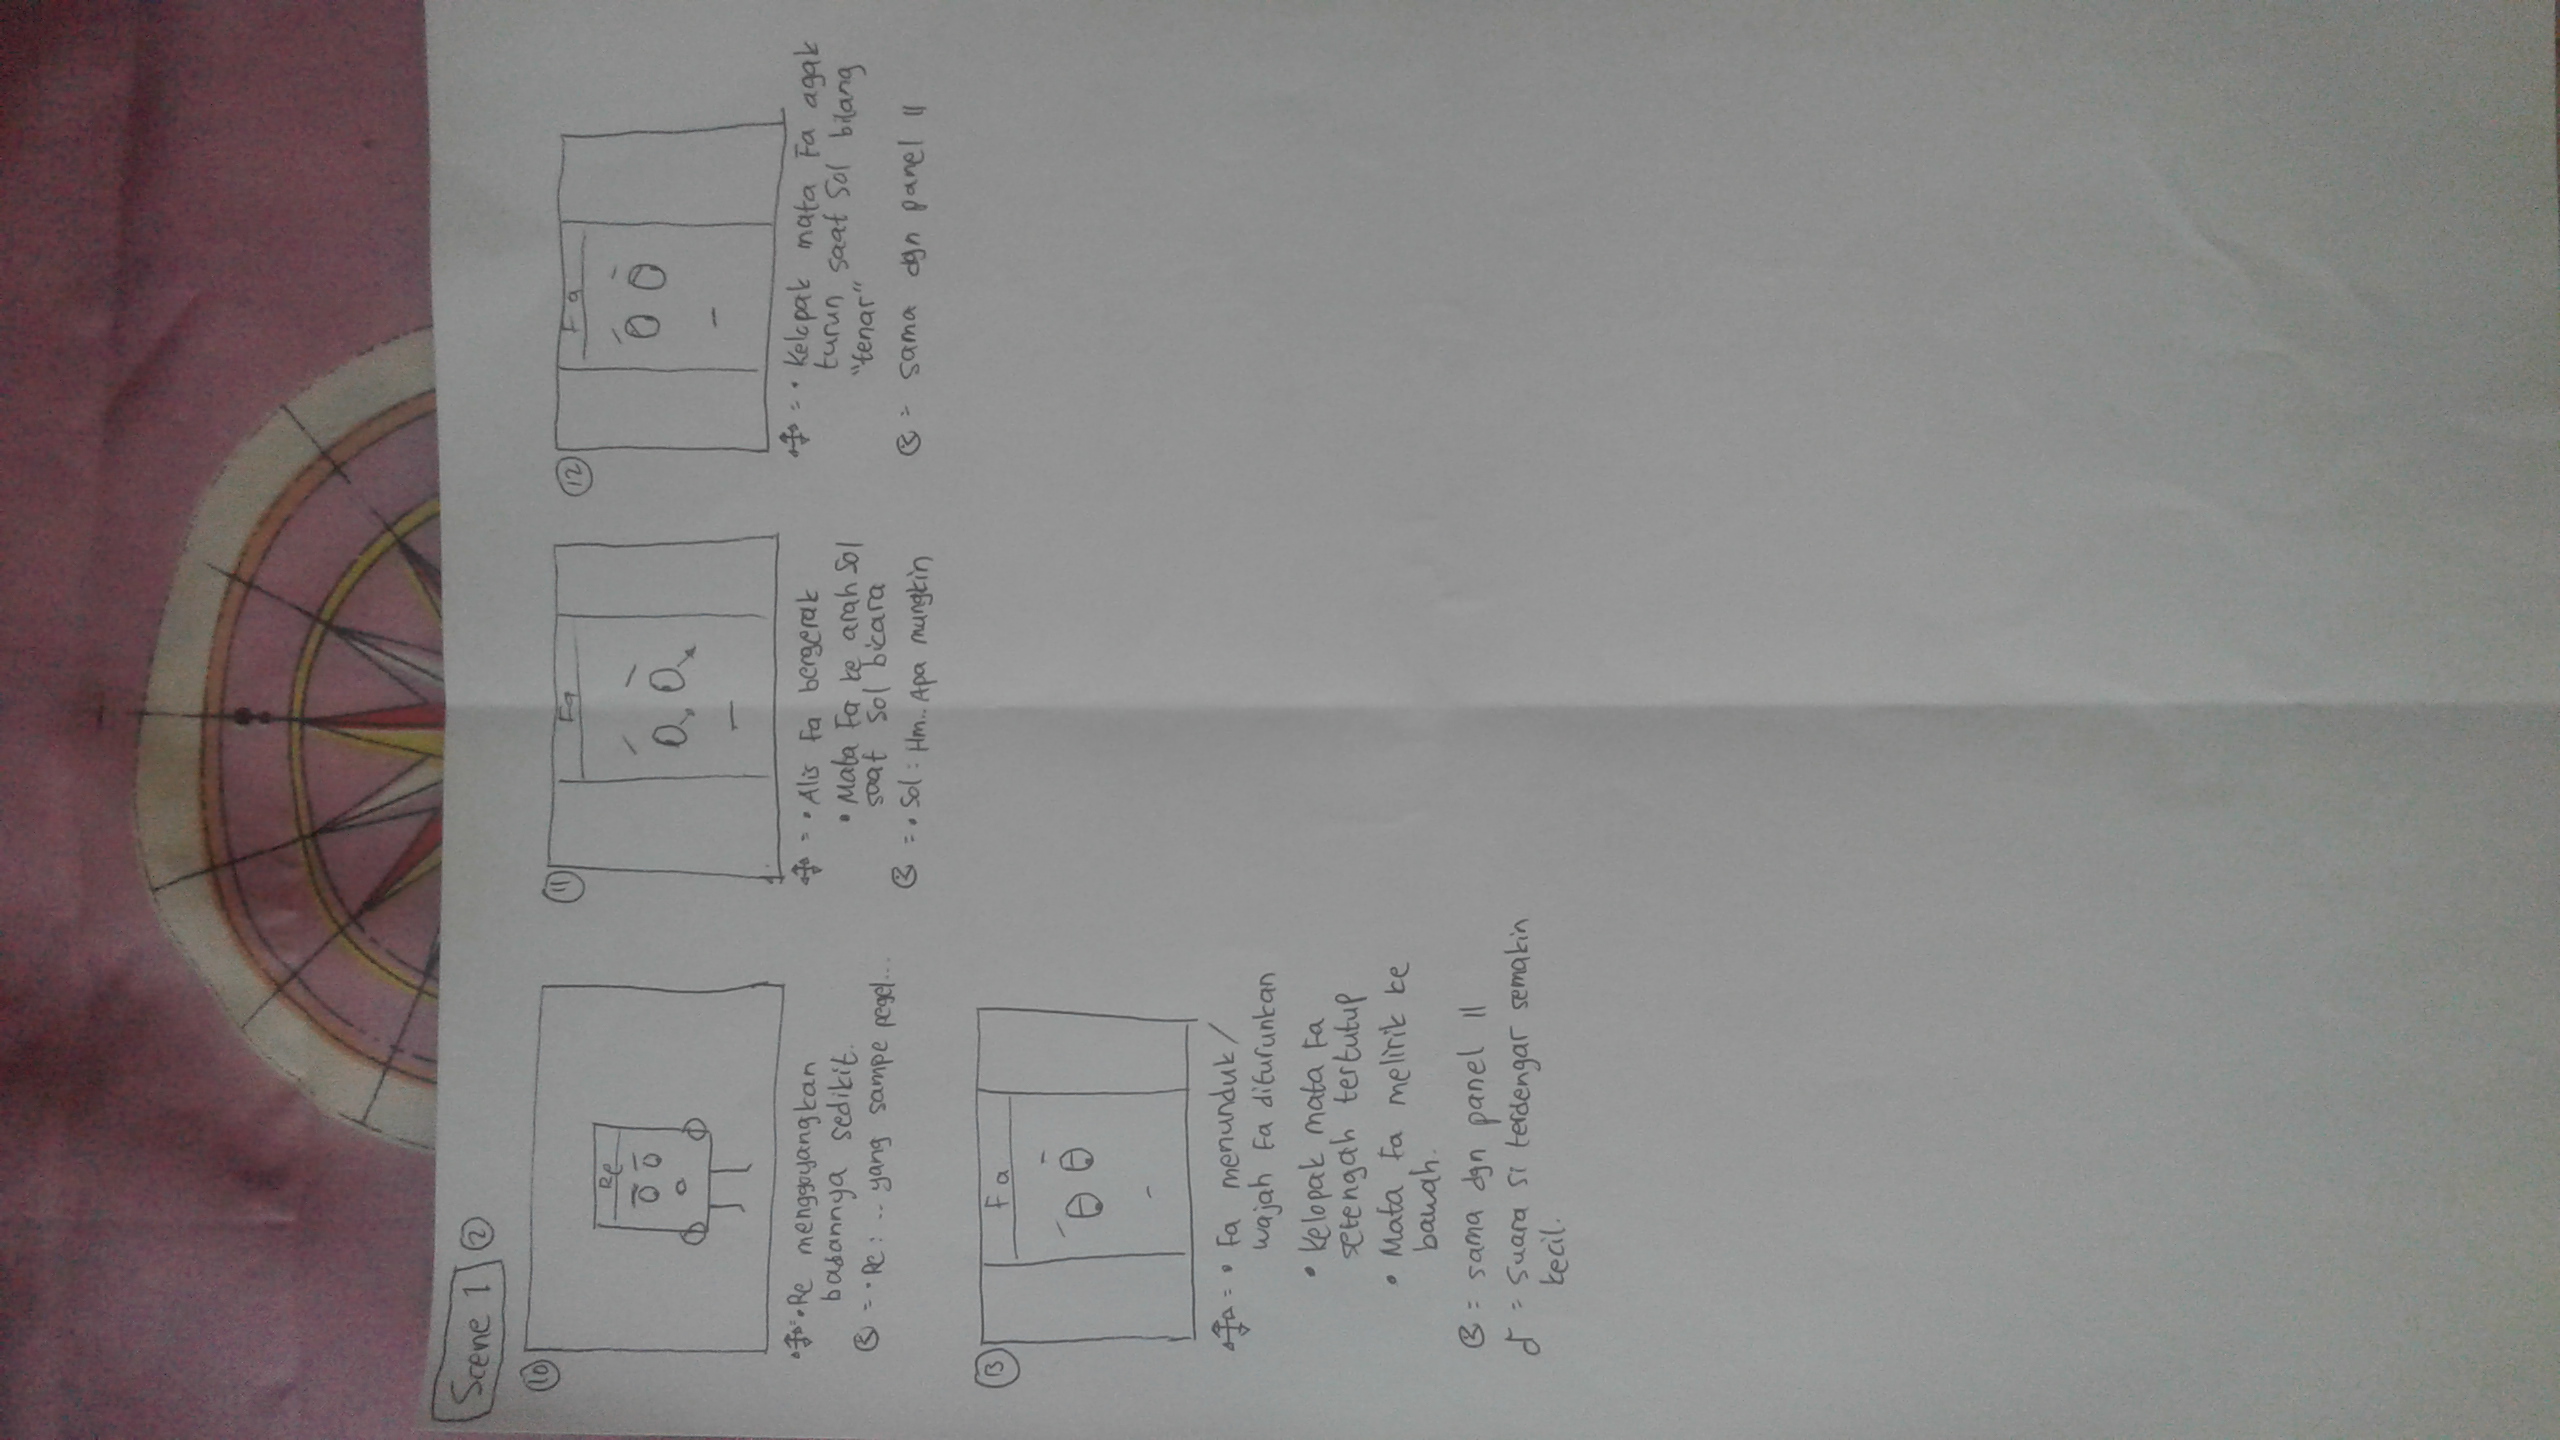 Scene 1 2
10
Re
Re menggoyangkan
badannya sedikit.
= Re: .. yang sampe pegel...
11
Fa
= • Alis Fa bergerak
• Mata Fa ke arah Sol
saat Sol bicara
= • Sol: Hm.. Apa mungkin
12
Fa
= • Kelopak mata Fa agak
turun saat Sol bilang
"tenar"
= sama dgn panel 11
13
Fa
= • Fa menunduk/
wajah Fa diturunkan
• Kelopak mata Fa
setengah tertutup
• Mata Fa melirik ke
bawah.
= sama dgn panel 11
= Suara Si terdengar semakin
kecil.